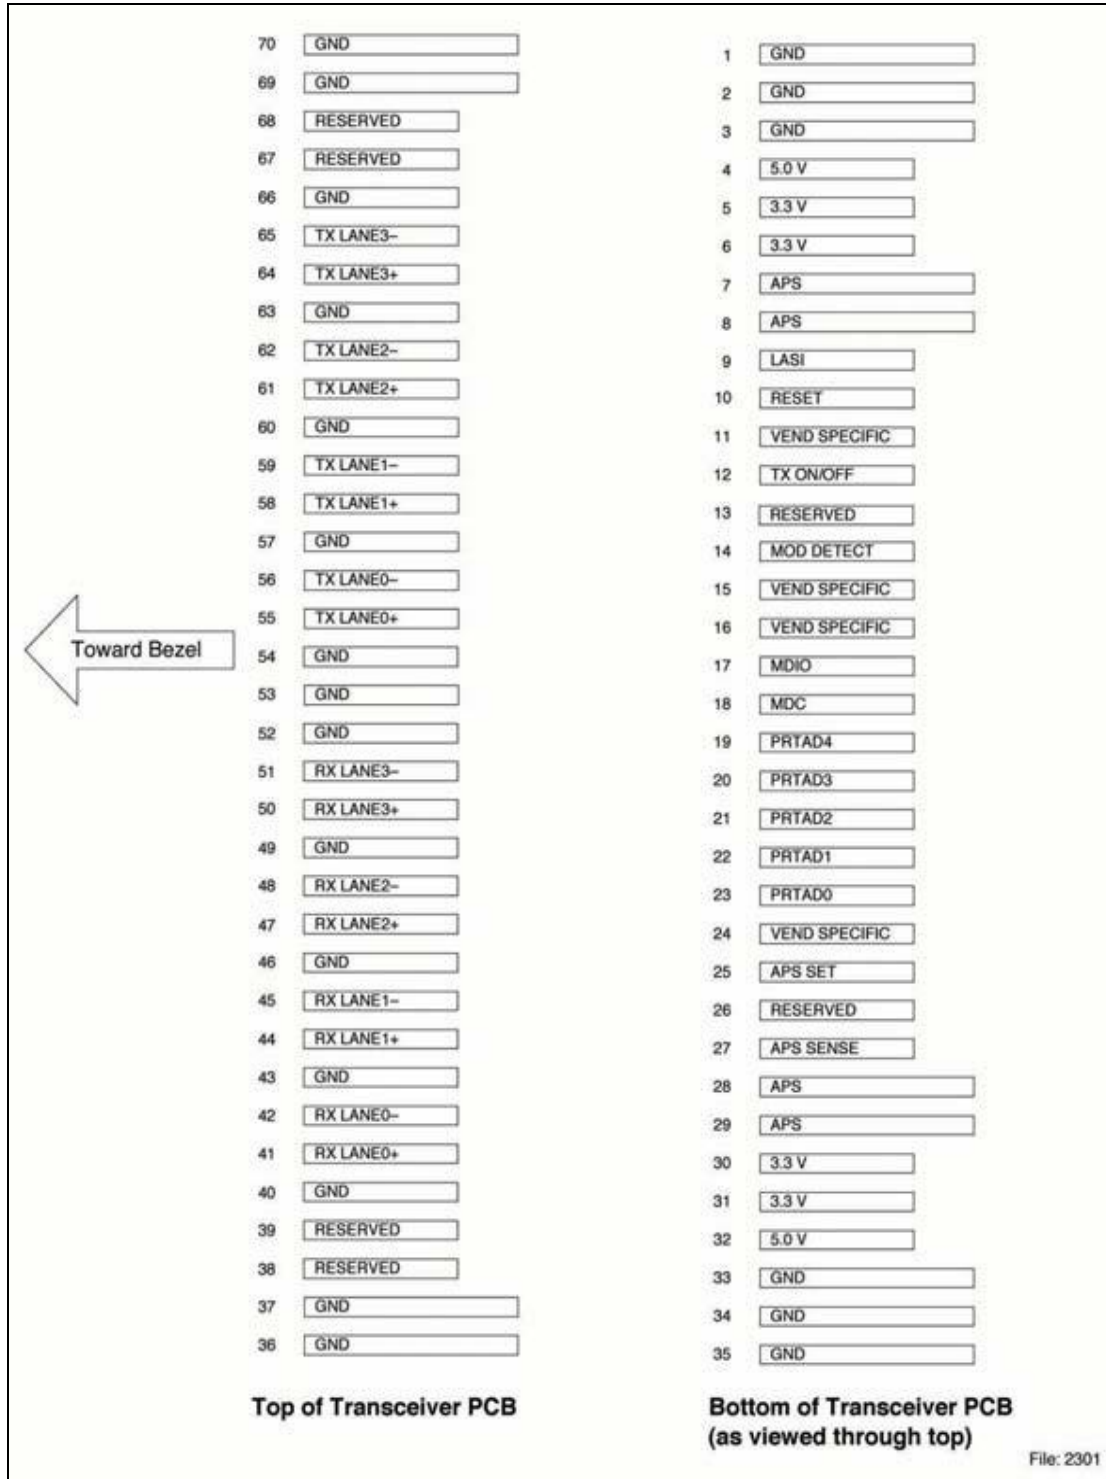 70 GND
69 GND
68 RESERVED
67 RESERVED
66 GND
65 TX LANE3–
64 TX LANE3+
63 GND
62 TX LANE2–
61 TX LANE2+
60 GND
59 TX LANE1–
58 TX LANE1+
57 GND
56 TX LANE0–
55 TX LANE0+
54 GND
53 GND
52 GND
51 RX LANE3–
50 RX LANE3+
49 GND
48 RX LANE2–
47 RX LANE2+
46 GND
45 RX LANE1–
44 RX LANE1+
43 GND
42 RX LANE0–
41 RX LANE0+
40 GND
39 RESERVED
38 RESERVED
37 GND
36 GND
Top of Transceiver PCB
Toward Bezel
1 GND
2 GND
3 GND
4 5.0 V
5 3.3 V
6 3.3 V
7 APS
8 APS
9 LASI
10 RESET
11 VEND SPECIFIC
12 TX ON/OFF
13 RESERVED
14 MOD DETECT
15 VEND SPECIFIC
16 VEND SPECIFIC
17 MDIO
18 MDC
19 PRTAD4
20 PRTAD3
21 PRTAD2
22 PRTAD1
23 PRTAD0
24 VEND SPECIFIC
25 APS SET
26 RESERVED
27 APS SENSE
28 APS
29 APS
30 3.3 V
31 3.3 V
32 5.0 V
33 GND
34 GND
35 GND
Bottom of Transceiver PCB
(as viewed through top)
File: 2301